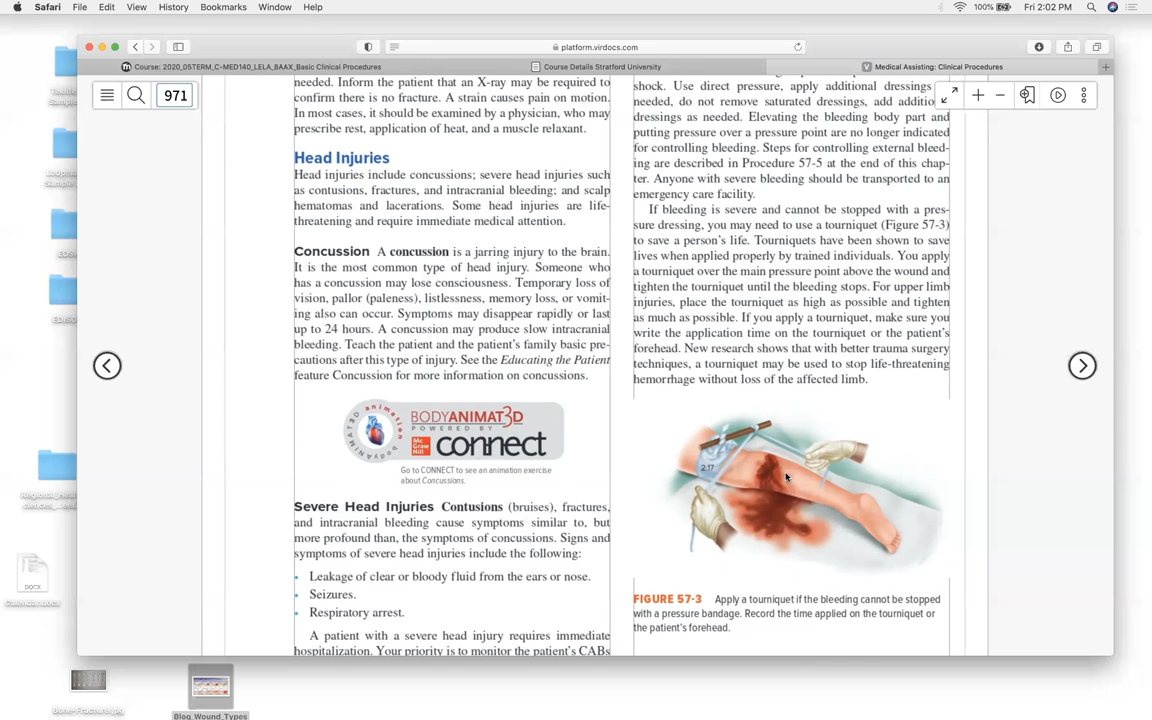 Safari File Edit View History Bookmarks Window Help
100% Fri 2:02 PM
platform.virdocs.com
Course: 2020_05TERM_C-MED140_LELA_BAAX_Basic Clinical Procedures
Course Details Stratford University
Medical Assisting: Clinical Procedures
971
needed. Inform the patient that an X-ray may be required to
confirm there is no fracture. A strain causes pain on motion.
In most cases, it should be examined by a physician, who may
prescribe rest, application of heat, and a muscle relaxant.
Head Injuries
Head injuries include concussions; severe head injuries such
as contusions, fractures, and intracranial bleeding; and scalp
hematomas and lacerations. Some head injuries are life-
threatening and require immediate medical attention.
Concussion A concussion is a jarring injury to the brain.
It is the most common type of head injury. Someone who
has a concussion may lose consciousness. Temporary loss of
vision, pallor (paleness), listlessness, memory loss, or vomit-
ing also can occur. Symptoms may disappear rapidly or last
up to 24 hours. A concussion may produce slow intracranial
bleeding. Teach the patient and the patient's family basic pre-
cautions after this type of injury. See the Educating the Patient
feature Concussion for more information on concussions.
BODYANIMAT3D
POWERED BY
Mc
Graw
Hill
connect
Go to CONNECT to see an animation exercise
about Concussions.
Severe Head Injuries Contusions (bruises), fractures,
and intracranial bleeding cause symptoms similar to, but
more profound than, the symptoms of concussions. Signs and
symptoms of severe head injuries include the following:
• Leakage of clear or bloody fluid from the ears or nose.
• Seizures.
• Respiratory arrest.
A patient with a severe head injury requires immediate
hospitalization. Your priority is to monitor the patient's CABs
shock. Use direct pressure, apply additional dressings
needed, do not remove saturated dressings, add addition
dressings as needed. Elevating the bleeding body part and
putting pressure over a pressure point are no longer indicated
for controlling bleeding. Steps for controlling external bleed-
ing are described in Procedure 57-5 at the end of this chap-
ter. Anyone with severe bleeding should be transported to an
emergency care facility.
If bleeding is severe and cannot be stopped with a pres-
sure dressing, you may need to use a tourniquet (Figure 57-3)
to save a person's life. Tourniquets have been shown to save
lives when applied properly by trained individuals. You apply
a tourniquet over the main pressure point above the wound and
tighten the tourniquet until the bleeding stops. For upper limb
injuries, place the tourniquet as high as possible and tighten
as much as possible. If you apply a tourniquet, make sure you
write the application time on the tourniquet or the patient's
forehead. New research shows that with better trauma surgery
techniques, a tourniquet may be used to stop life-threatening
hemorrhage without loss of the affected limb.
2:17
FIGURE 57-3 Apply a tourniquet if the bleeding cannot be stopped
with a pressure bandage. Record the time applied on the tourniquet or
the patient's forehead.
DOCX
Calendar.docx
Bone-Fractures.jpg
Blog_Wound_Types